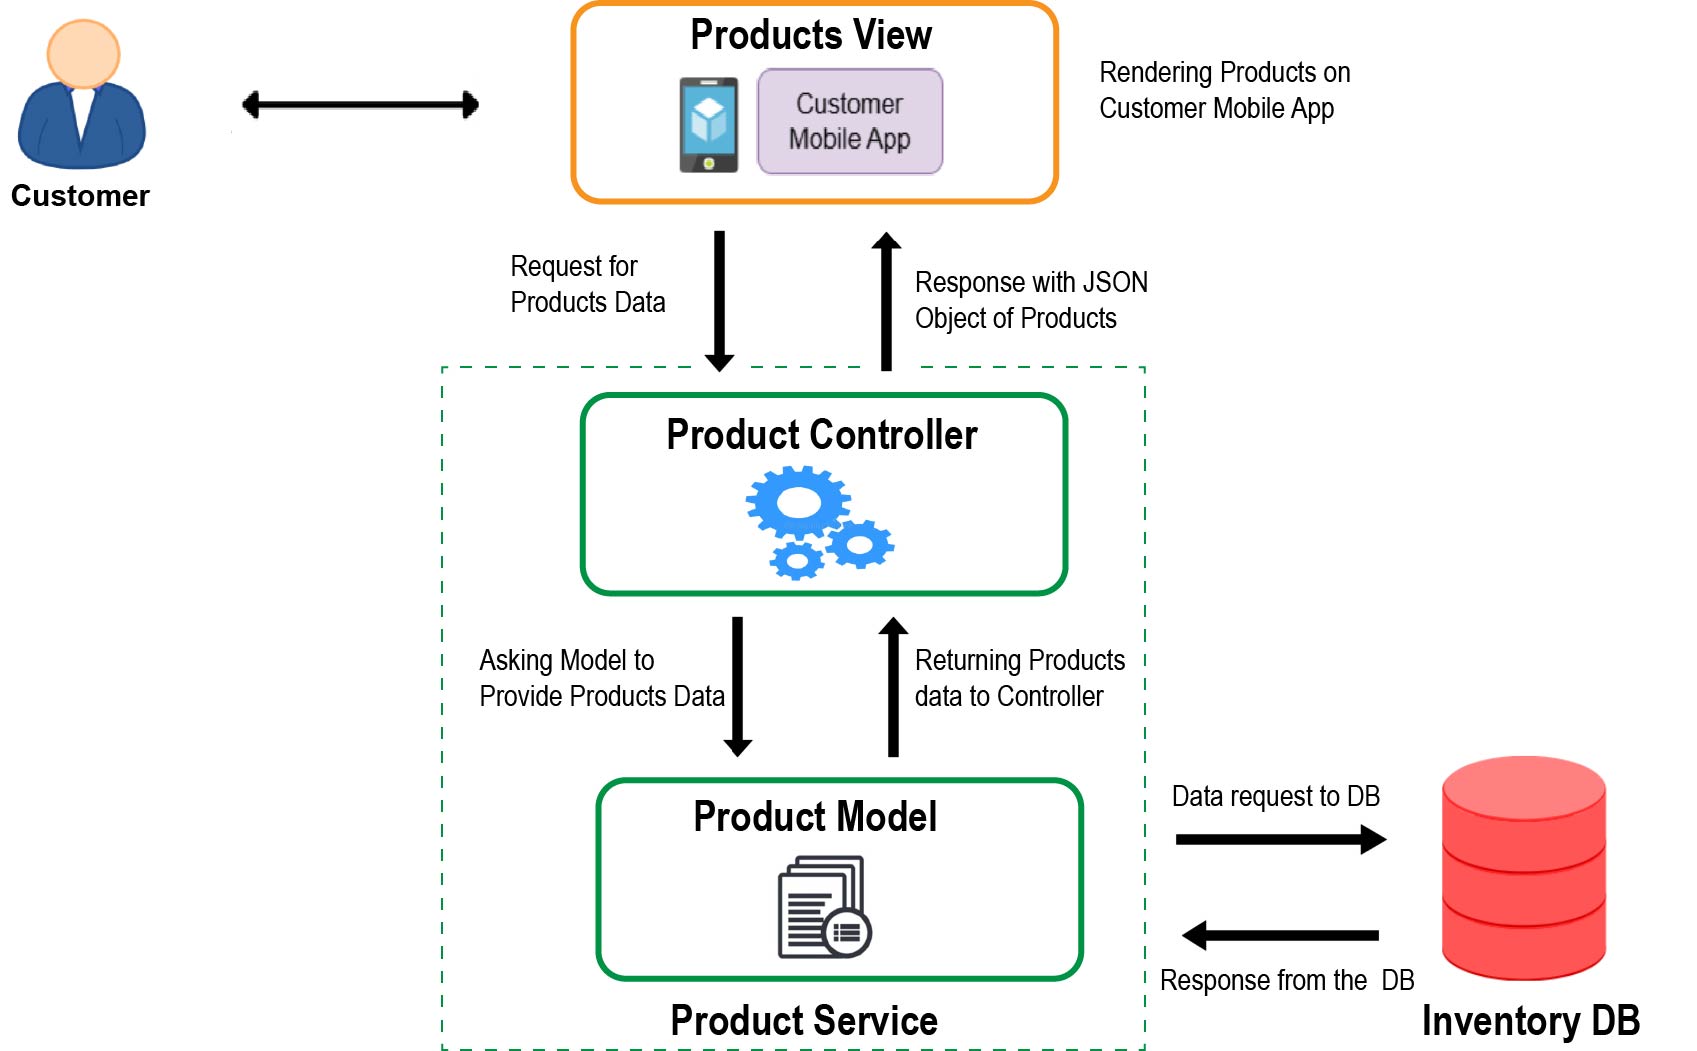 Products View
Customer
Mobile App
Rendering Products on
Customer Mobile App
Customer
Request for
Products Data
Response with JSON
Object of Products
Product Controller
Asking Model to
Provide Products Data
Returning Products
data to Controller
Product Model
Data request to DB
Response from the DB
Product Service
Inventory DB